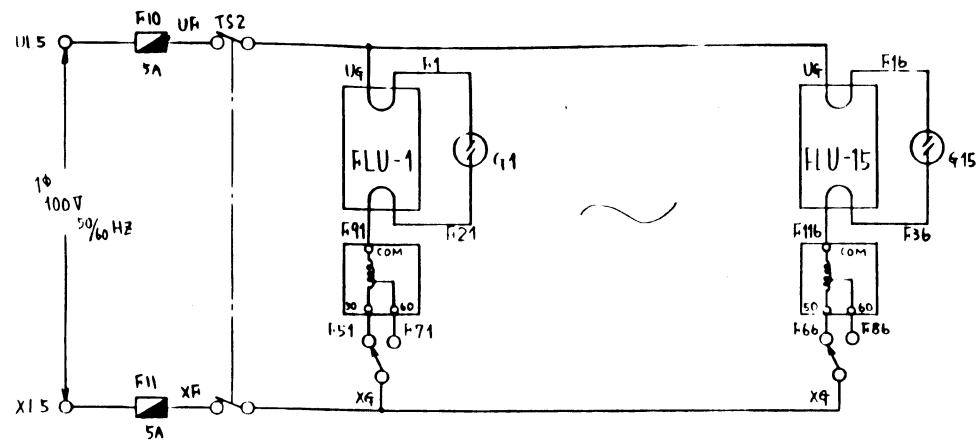 U15
F10
5A
UF
TS2
UG
F1
FLU-1
G1
F21
F91
COM
50
60
F51
F71
XG
UG
F16
FLU-15
G15
F36
F116
COM
50
60
F66
F86
XG
1Φ
100V
50/60 HZ
X15
F11
5A
XF